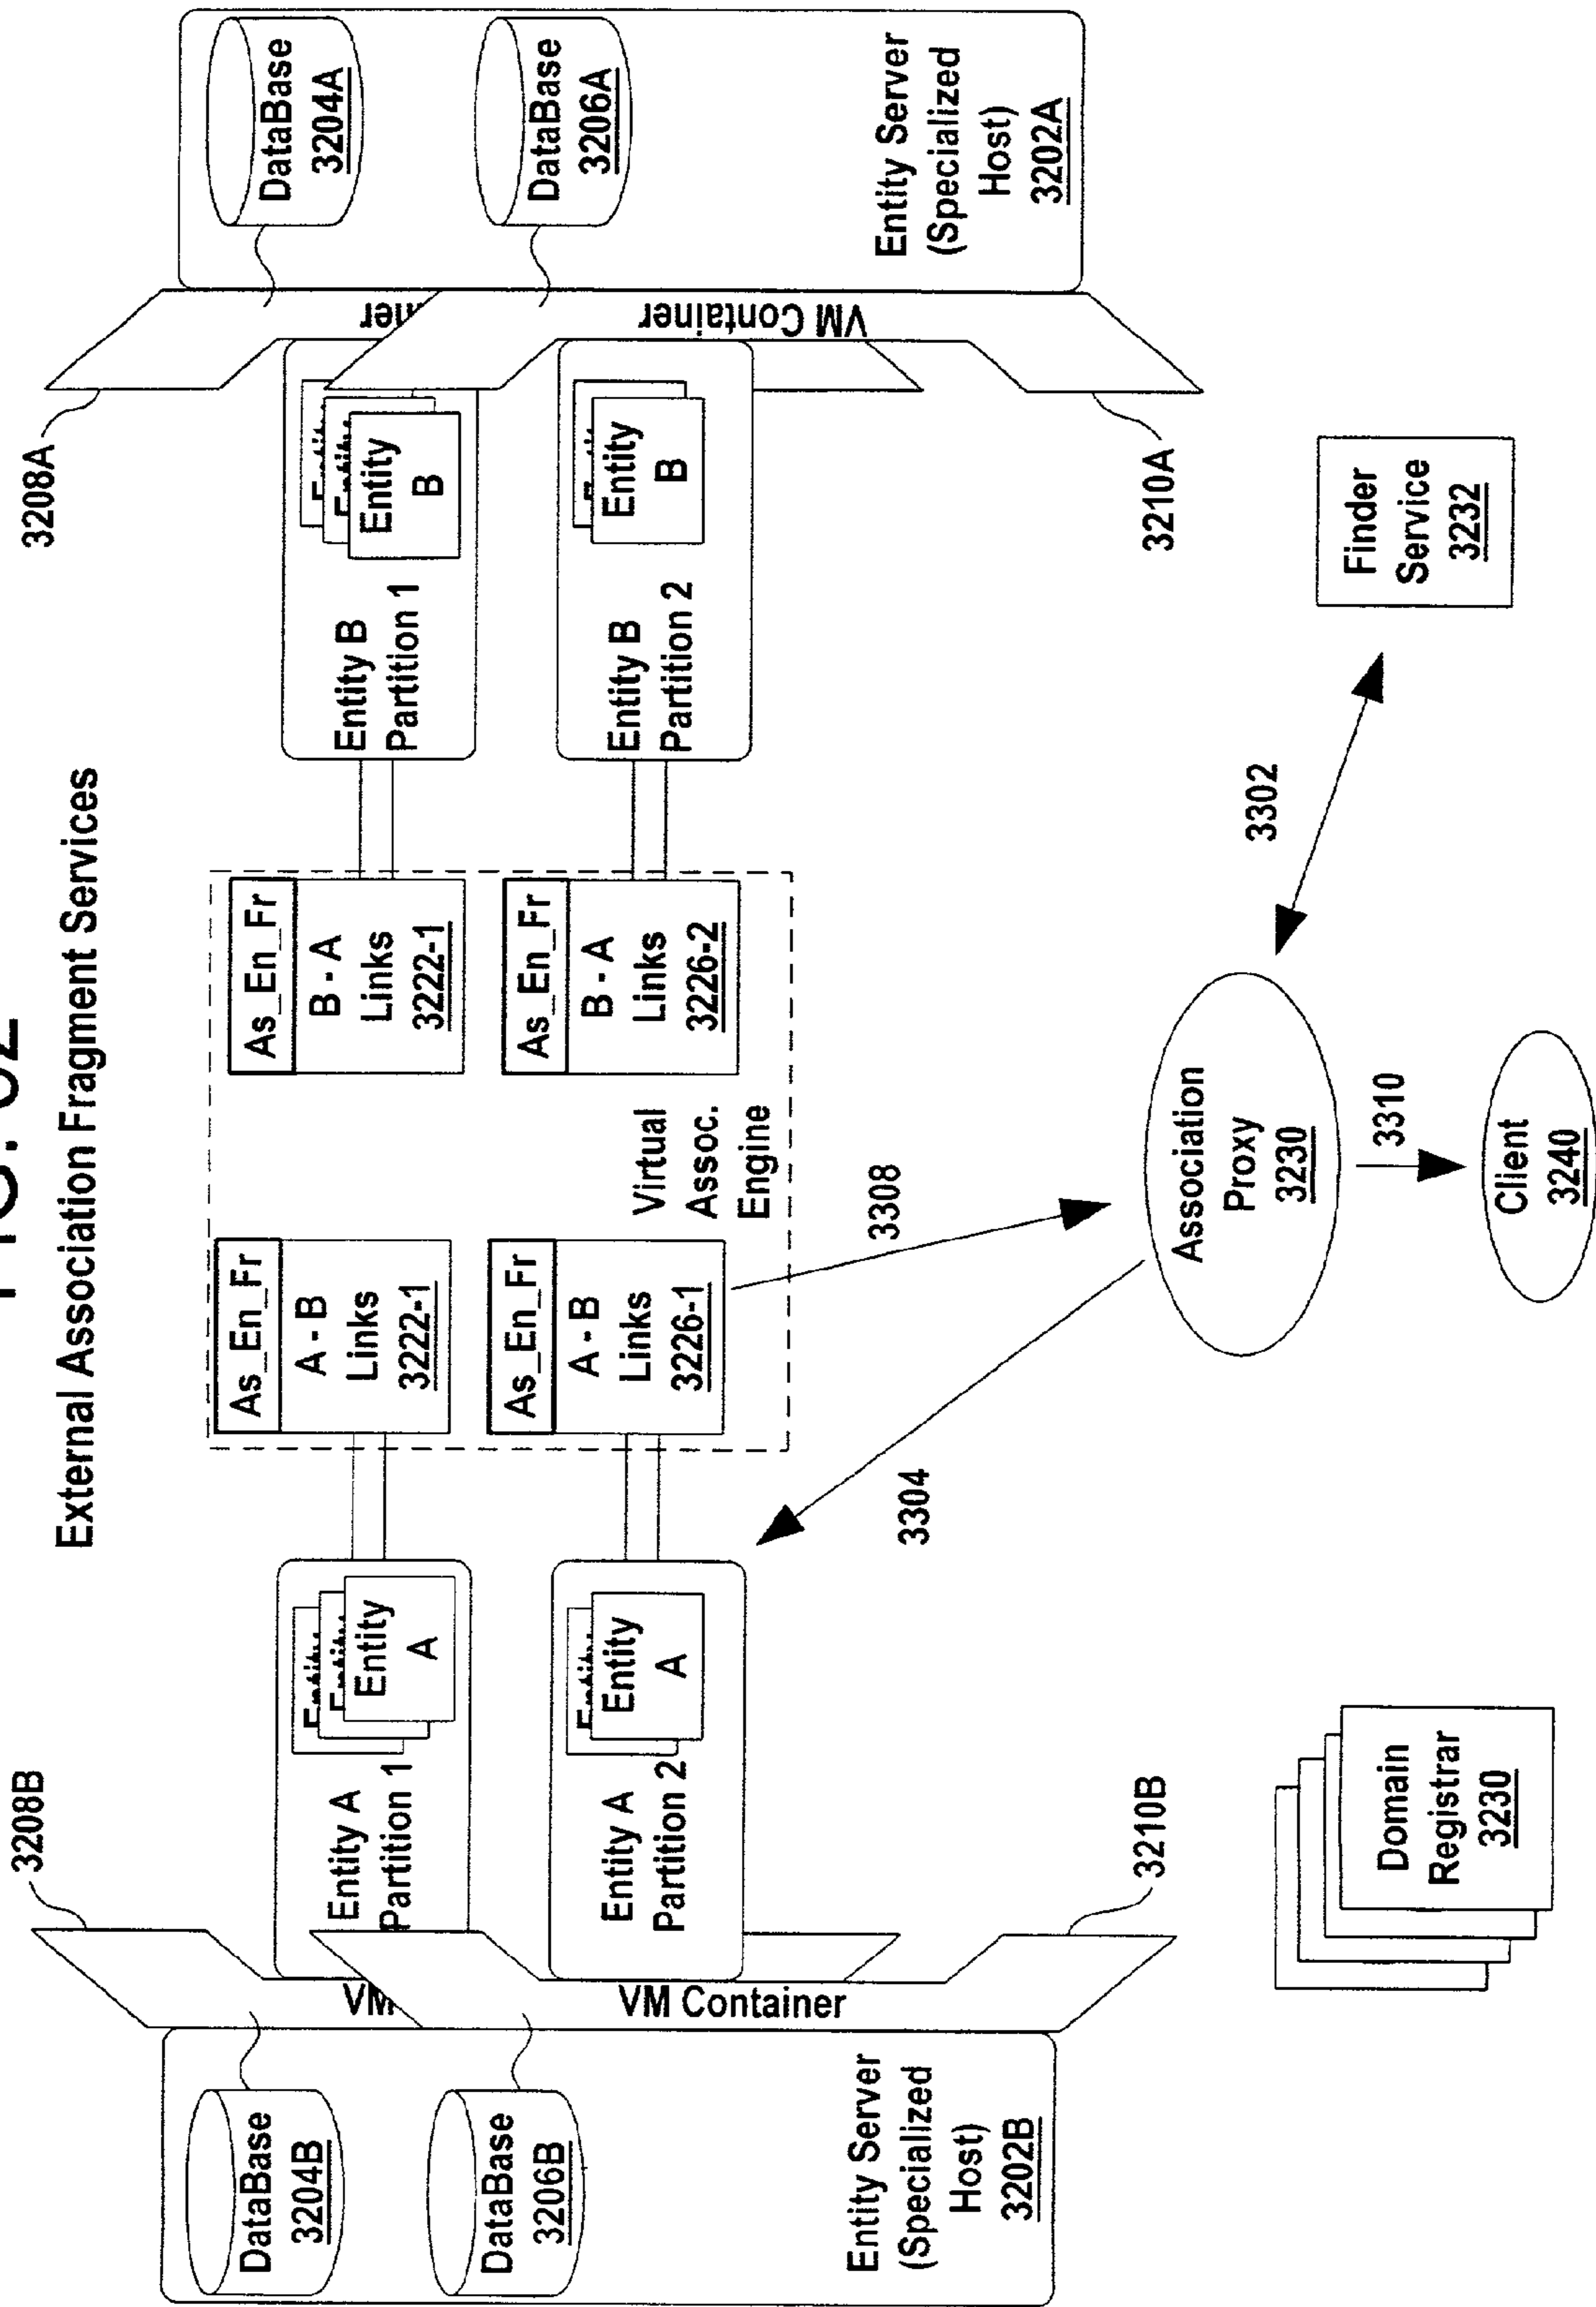 External Association Fragment Services
3208B
3208A
DataBase
3204B
VM
Entity A
Partition 1
Entity
A
As_En_Fr
A - B
Links
3222-1
As_En_Fr
B - A
Links
3222-1
Entity B
Partition 1
Entity
B
DataBase
3204A
DataBase
3206B
VM Container
Entity A
Partition 2
Entity
A
As_En_Fr
A - B
Links
3226-1
Virtual
Assoc.
Engine
As_En_Fr
B - A
Links
3226-2
Entity B
Partition 2
Entity
B
VM Container
DataBase
3206A
Entity Server
(Specialized
Host)
3202B
Entity Server
(Specialized
Host)
3202A
3304
3308
3210B
3210A
3302
Association
Proxy
3230
Finder
Service
3232
Domain
Registrar
3230
3310
Client
3240